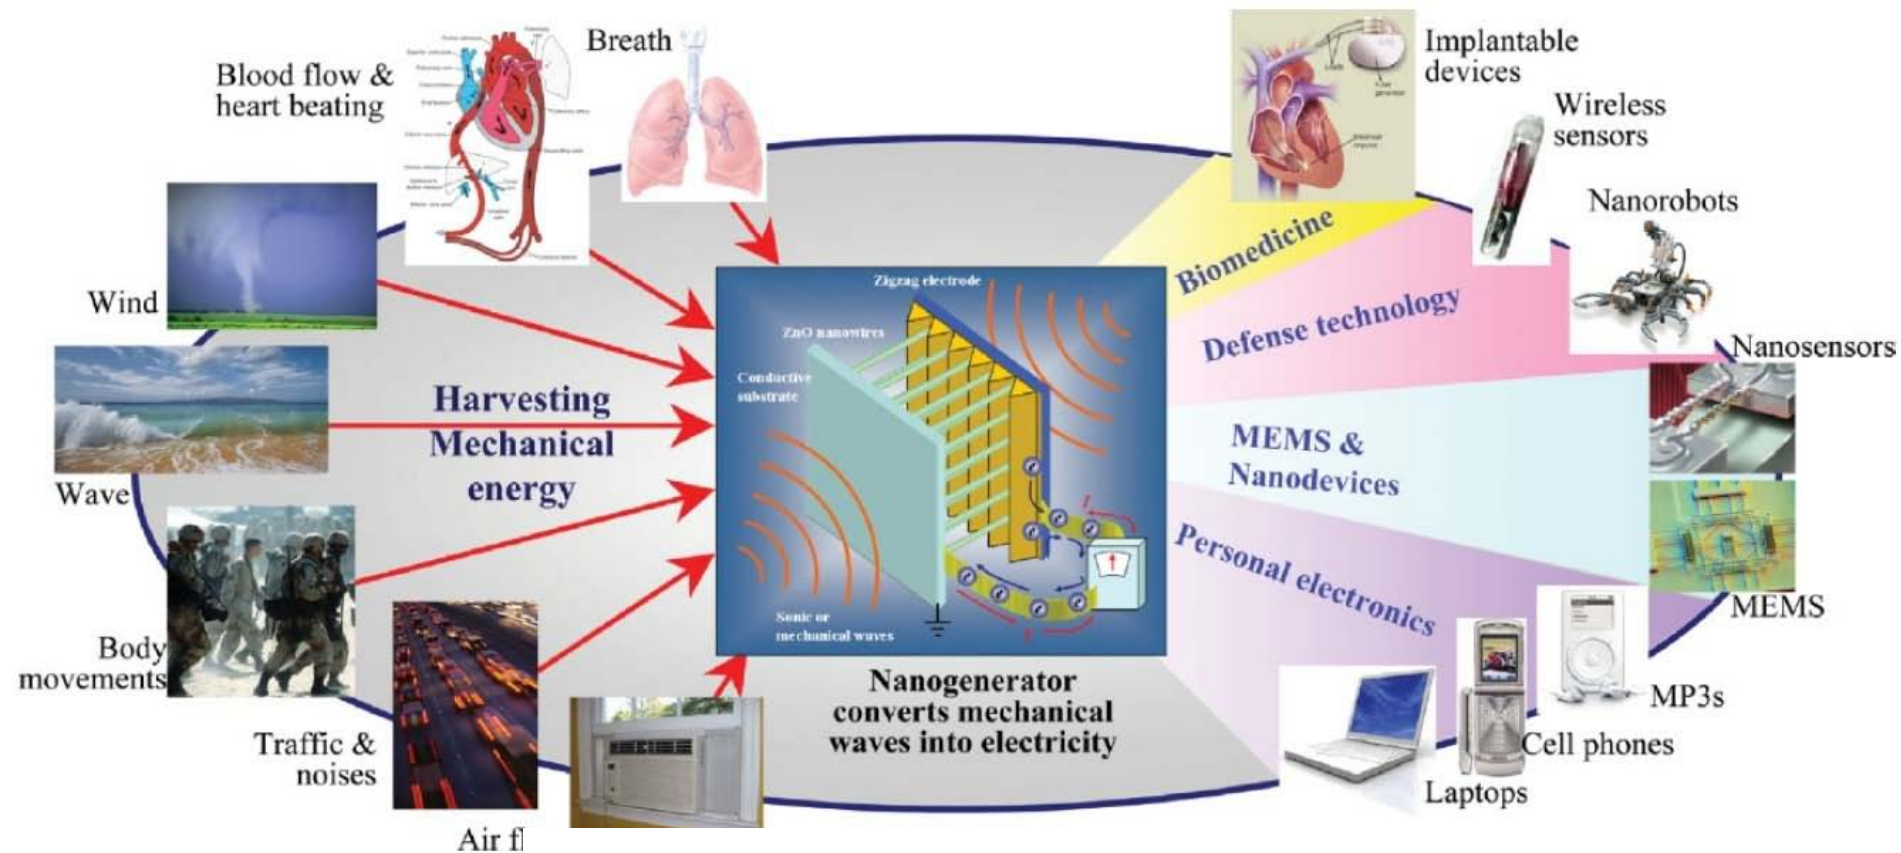 Blood flow &
heart beating
Breath
Wind
Wave
Body
movements
Traffic &
noises
Air fl
Harvesting
Mechanical
energy
Zigzag electrode
ZnO nanowires
Conductive
substrate
Sonic or
mechanical waves
Nanogenerator
converts mechanical
waves into electricity
Biomedicine
Defense technology
MEMS &
Nanodevices
Personal electronics
Implantable
devices
Wireless
sensors
Nanorobots
Nanosensors
MEMS
MP3s
Cell phones
Laptops